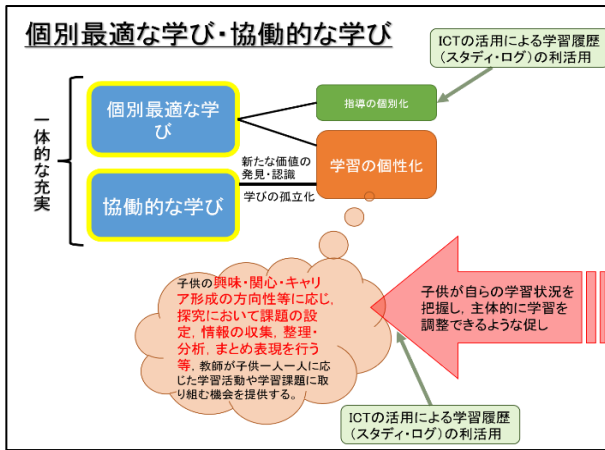 個別最適な学び・協働的な学び
ICTの活用による学習履歴
（スタディ・ログ）の利活用
一体的な充実
個別最適な学
び
指導の個別化
学習の個性化
新たな価値の
発見・認識
学びの孤立化
協働的な学び
子供の興味・関心・キャリ
ア形成の方向性等に応じ，
探究において課題の設
定，情報の収集，整理・
分析，まとめ表現を行う
等，教師が子供一人一人に応
じた学習活動や学習課題に取
り組む機会を提供する。
子供が自らの学習状況を
把握し，主体的に学習を
調整できるような促し
ICTの活用による学習履歴
（スタディ・ログ）の利活用